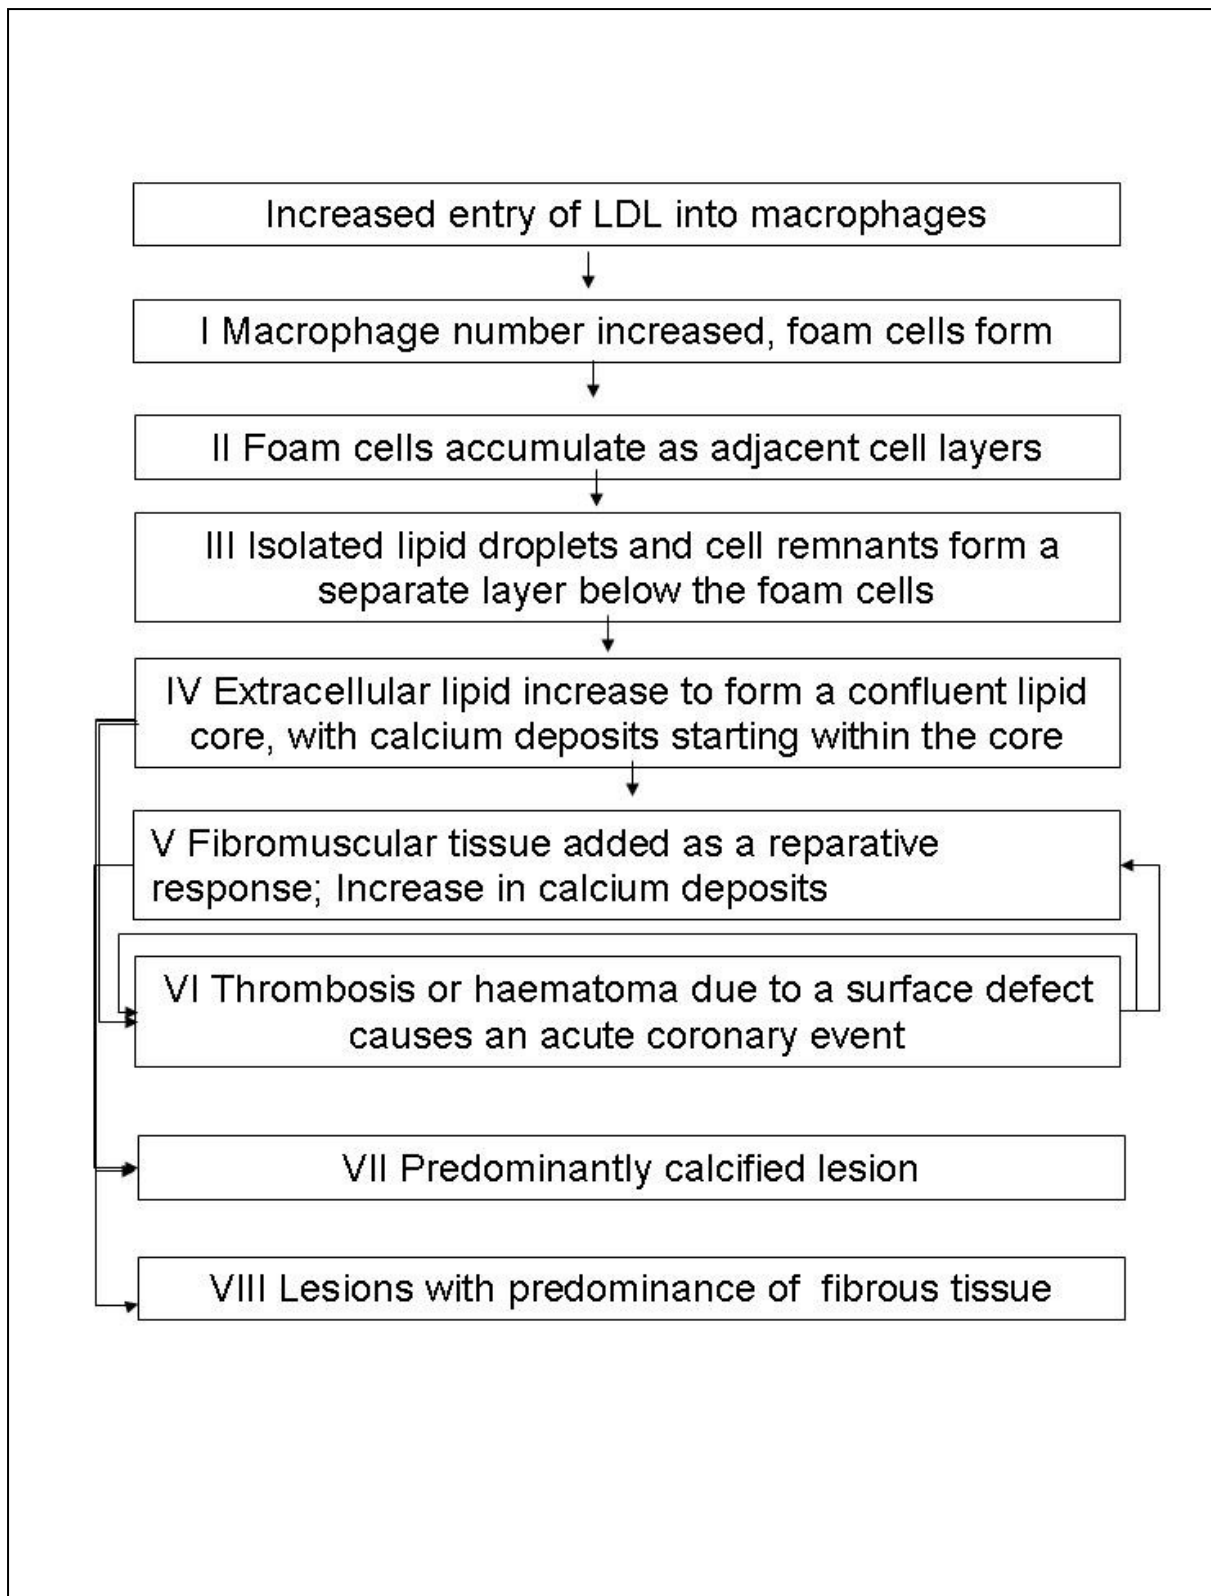 Increased entry of LDL into macrophages
I Macrophage number increased, foam cells form
II Foam cells accumulate as adjacent cell layers
III Isolated lipid droplets and cell remnants form a
separate layer below the foam cells
IV Extracellular lipid increase to form a confluent lipid
core, with calcium deposits starting within the core
V Fibromuscular tissue added as a reparative
response; Increase in calcium deposits
VI Thrombosis or haematoma due to a surface defect
causes an acute coronary event
VII Predominantly calcified lesion
VIII Lesions with predominance of fibrous tissue